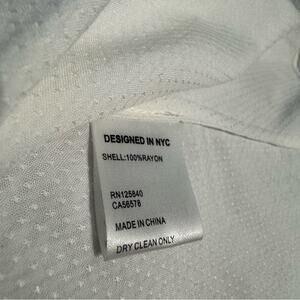 DESIGNED IN NYC
SHELL:100%RAYON
RN125840
CA56578
MADE IN CHINA
DRY CLEAN ONLY